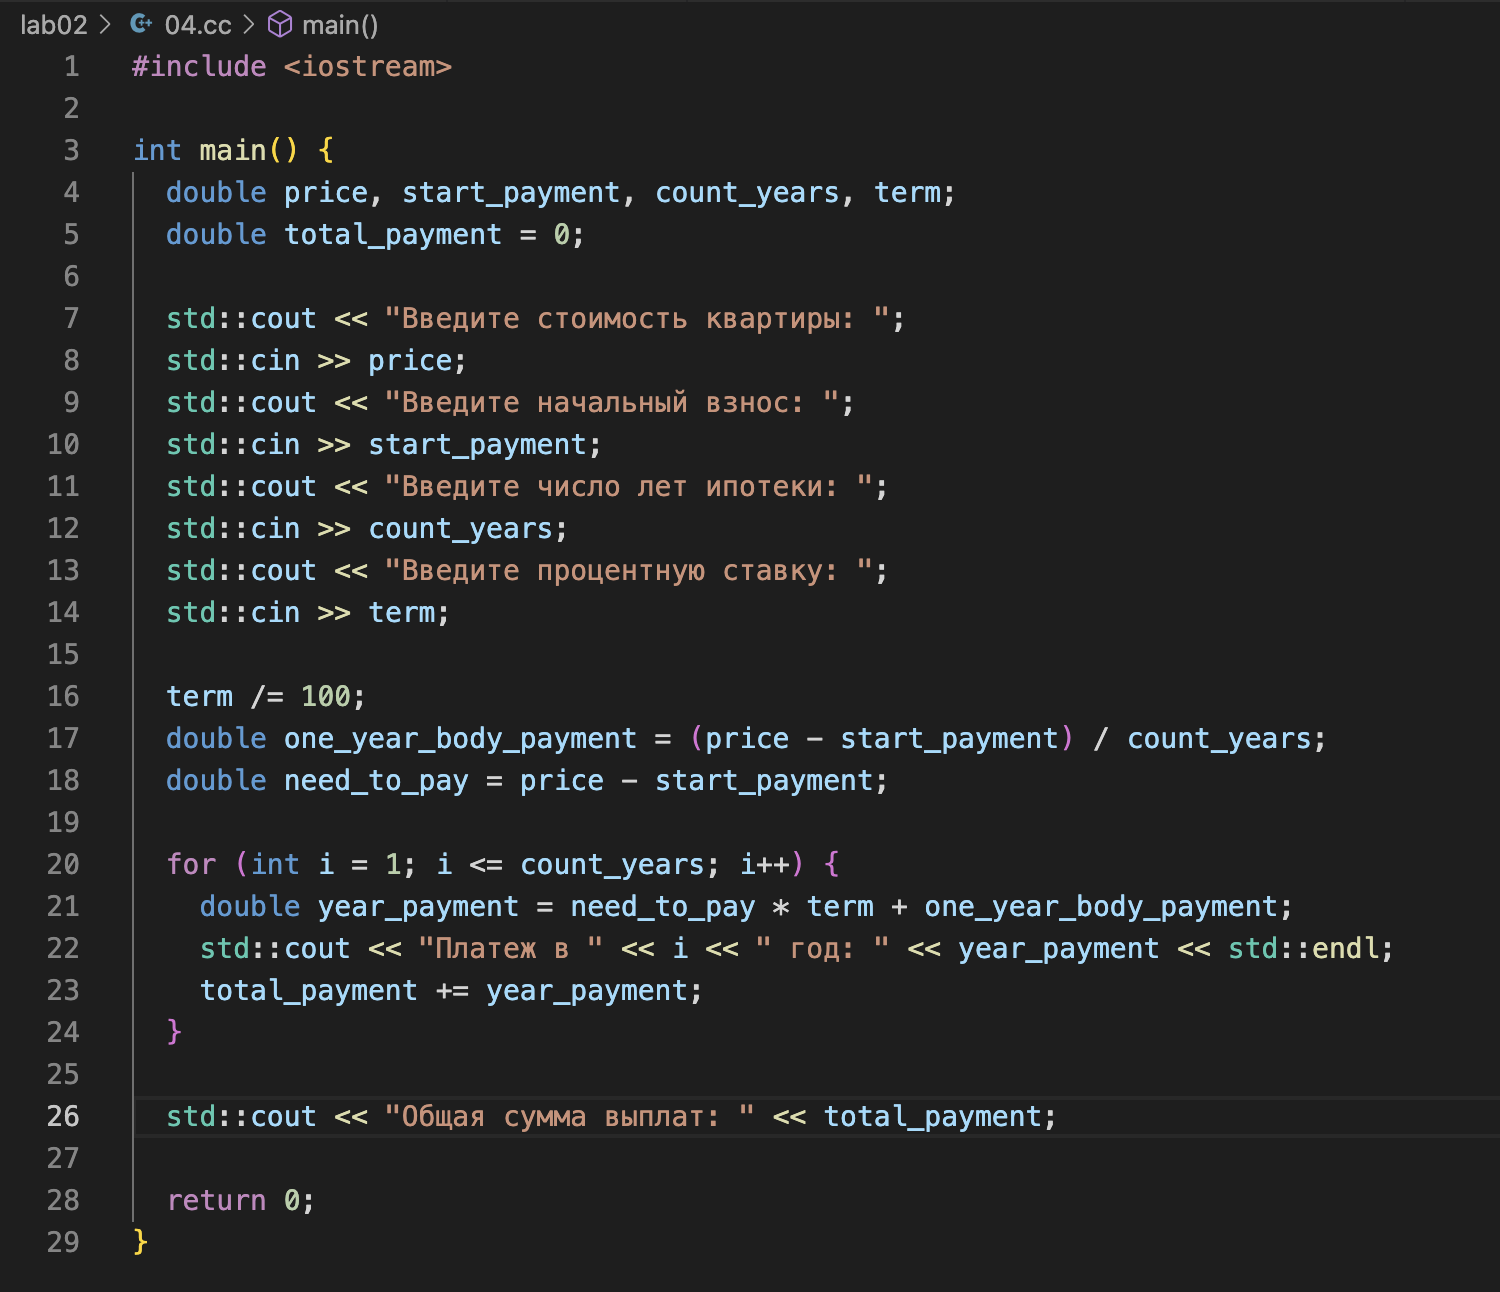 lab02 > C++ 04.cc > main()
1 #include <iostream>
2
3 int main() {
4   double price, start_payment, count_years, term;
5   double total_payment = 0;
6
7   std::cout << "Введите стоимость квартиры: ";
8   std::cin >> price;
9   std::cout << "Введите начальный взнос: ";
10   std::cin >> start_payment;
11   std::cout << "Введите число лет ипотеки: ";
12   std::cin >> count_years;
13   std::cout << "Введите процентную ставку: ";
14   std::cin >> term;
15
16   term /= 100;
17   double one_year_body_payment = (price - start_payment) / count_years;
18   double need_to_pay = price - start_payment;
19
20   for (int i = 1; i <= count_years; i++) {
21     double year_payment = need_to_pay * term + one_year_body_payment;
22     std::cout << "Платеж в " << i << " год: " << year_payment << std::endl;
23     total_payment += year_payment;
24   }
25
26   std::cout << "Общая сумма выплат: " << total_payment;
27
28   return 0;
29 }